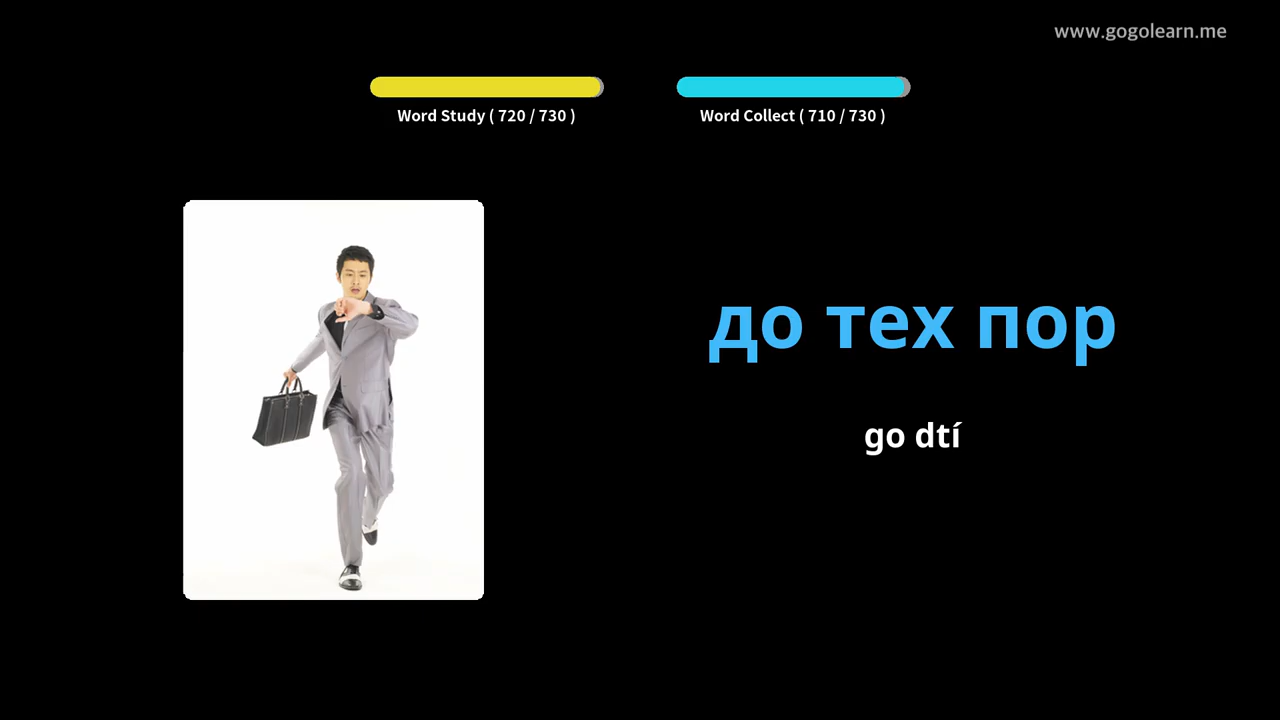 www.gogolearn.me
Word Study ( 720 / 730 )
Word Collect ( 710 / 730 )
до тех пор
go dtí